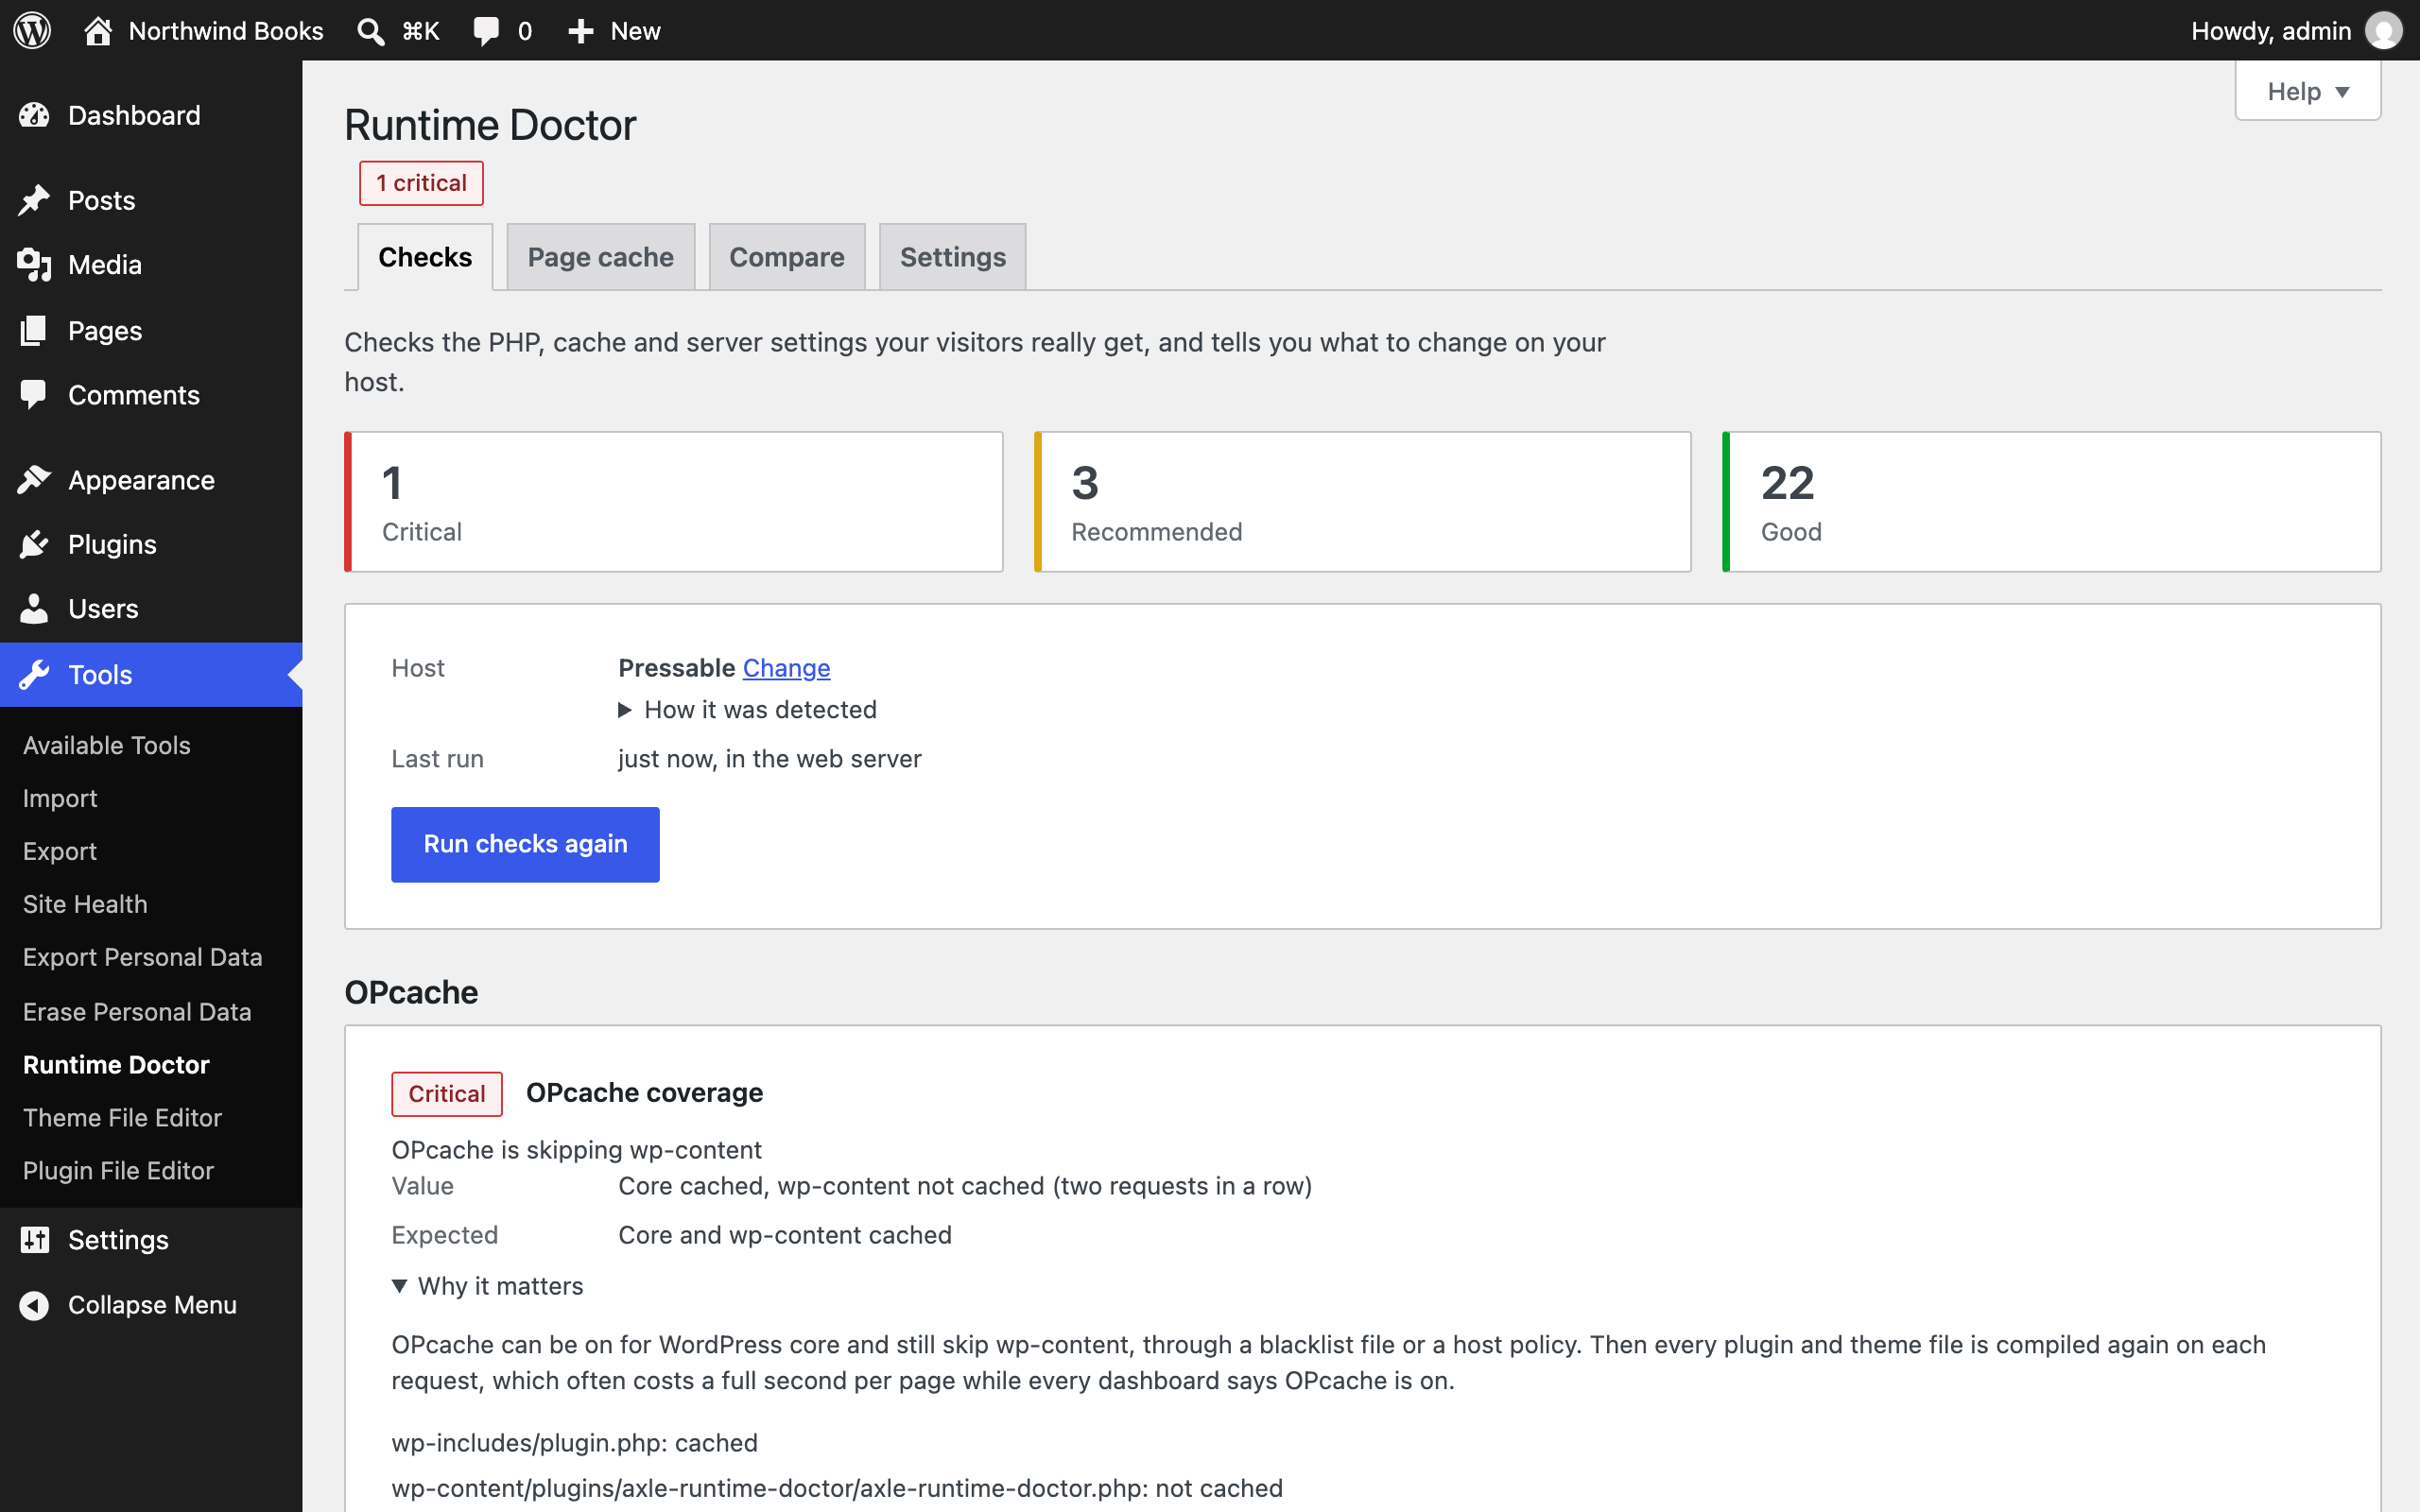 Northwind Books
⌘K
0
New
Howdy, admin
Dashboard
Posts
Media
Pages
Comments
Appearance
Plugins
Users
Tools
Available Tools
Import
Export
Site Health
Export Personal Data
Erase Personal Data
Runtime Doctor
Theme File Editor
Plugin File Editor
Settings
Collapse Menu
Help
Runtime Doctor
1 critical
Checks
Page cache
Compare
Settings
Checks the PHP, cache and server settings your visitors really get, and tells you what to change on your
host.
1
Critical
3
Recommended
22
Good
Host
Pressable Change
How it was detected
Last run
just now, in the web server
Run checks again
OPcache
Critical
OPcache coverage
OPcache is skipping wp-content
Value
Core cached, wp-content not cached (two requests in a row)
Expected
Core and wp-content cached
Why it matters
OPcache can be on for WordPress core and still skip wp-content, through a blacklist file or a host policy. Then every plugin and theme file is compiled again on each
request, which often costs a full second per page while every dashboard says OPcache is on.
wp-includes/plugin.php: cached
wp-content/plugins/axle-runtime-doctor/axle-runtime-doctor.php: not cached